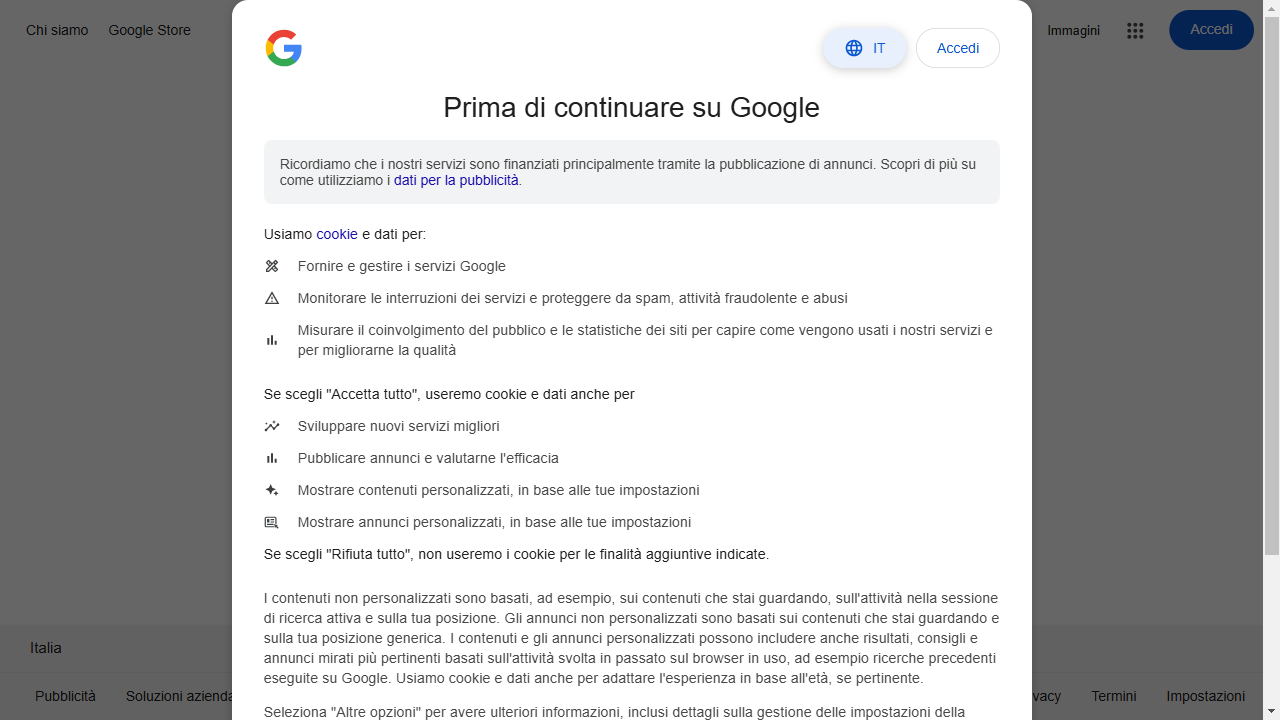 Chi siamo
Google Store
Immagini
Accedi
IT
Accedi
Prima di continuare su Google
Ricordiamo che i nostri servizi sono finanziati principalmente tramite la pubblicazione di annunci. Scopri di più su
come utilizziamo i dati per la pubblicità.
Usiamo cookie e dati per:
Fornire e gestire i servizi Google
Monitorare le interruzioni dei servizi e proteggere da spam, attività fraudolente e abusi
Misurare il coinvolgimento del pubblico e le statistiche dei siti per capire come vengono usati i nostri servizi e
per migliorarne la qualità
Se scegli "Accetta tutto", useremo cookie e dati anche per
Sviluppare nuovi servizi migliori
Pubblicare annunci e valutarne l'efficacia
Mostrare contenuti personalizzati, in base alle tue impostazioni
Mostrare annunci personalizzati, in base alle tue impostazioni
Se scegli "Rifiuta tutto", non useremo i cookie per le finalità aggiuntive indicate.
I contenuti non personalizzati sono basati, ad esempio, sui contenuti che stai guardando, sull'attività nella sessione
di ricerca attiva e sulla tua posizione. Gli annunci non personalizzati sono basati sui contenuti che stai guardando e
sulla tua posizione generica. I contenuti e gli annunci personalizzati possono includere anche risultati, consigli e
annunci mirati più pertinenti basati sull'attività svolta in passato sul browser in uso, ad esempio ricerche precedenti
eseguite su Google. Usiamo cookie e dati anche per adattare l'esperienza in base all'età, se pertinente.
Seleziona "Altre opzioni" per avere ulteriori informazioni, inclusi dettagli sulla gestione delle impostazioni della
Italia
Pubblicità
Soluzioni azienda
vacy
Termini
Impostazioni